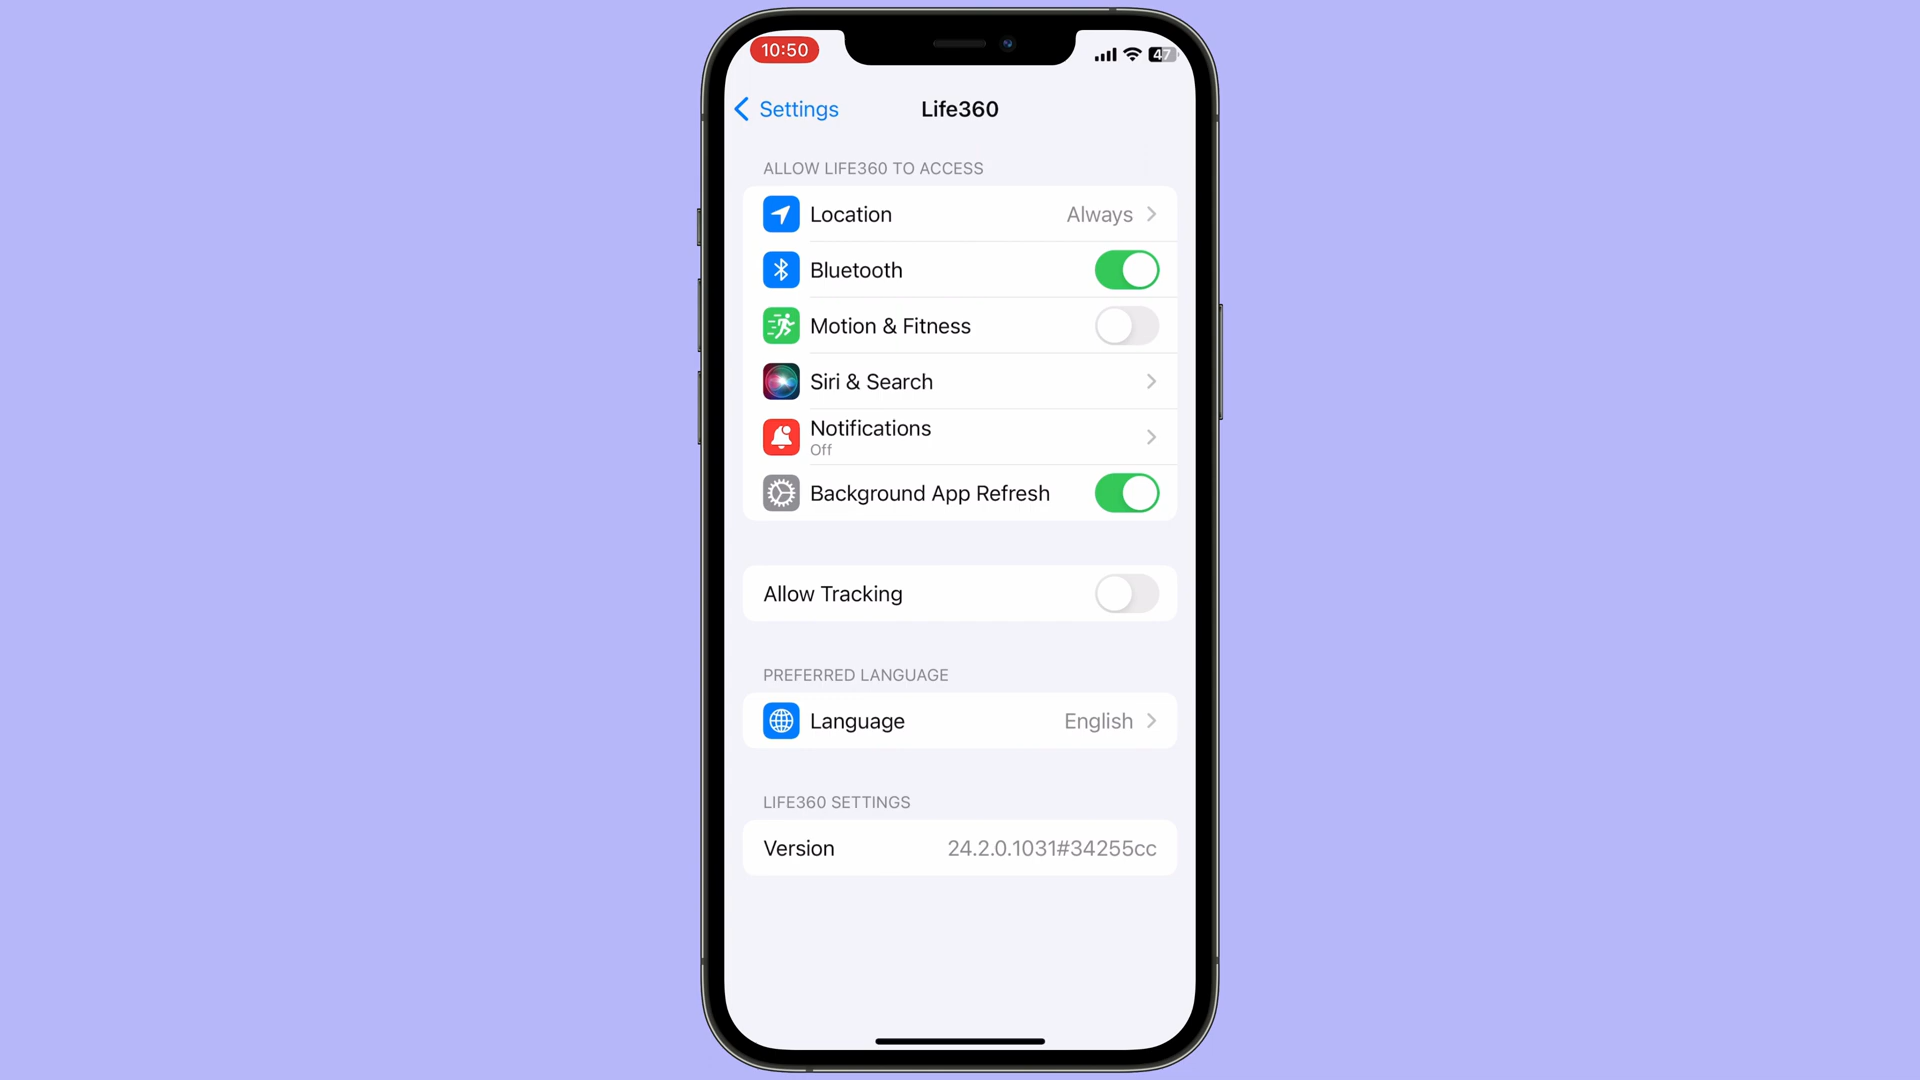 10:50
47
Settings
Life360
ALLOW LIFE360 TO ACCESS
Location Always
Bluetooth
Motion & Fitness
Siri & Search
Notifications
Off
Background App Refresh
Allow Tracking
PREFERRED LANGUAGE
Language English
LIFE360 SETTINGS
Version 24.2.0.1031#34255cc